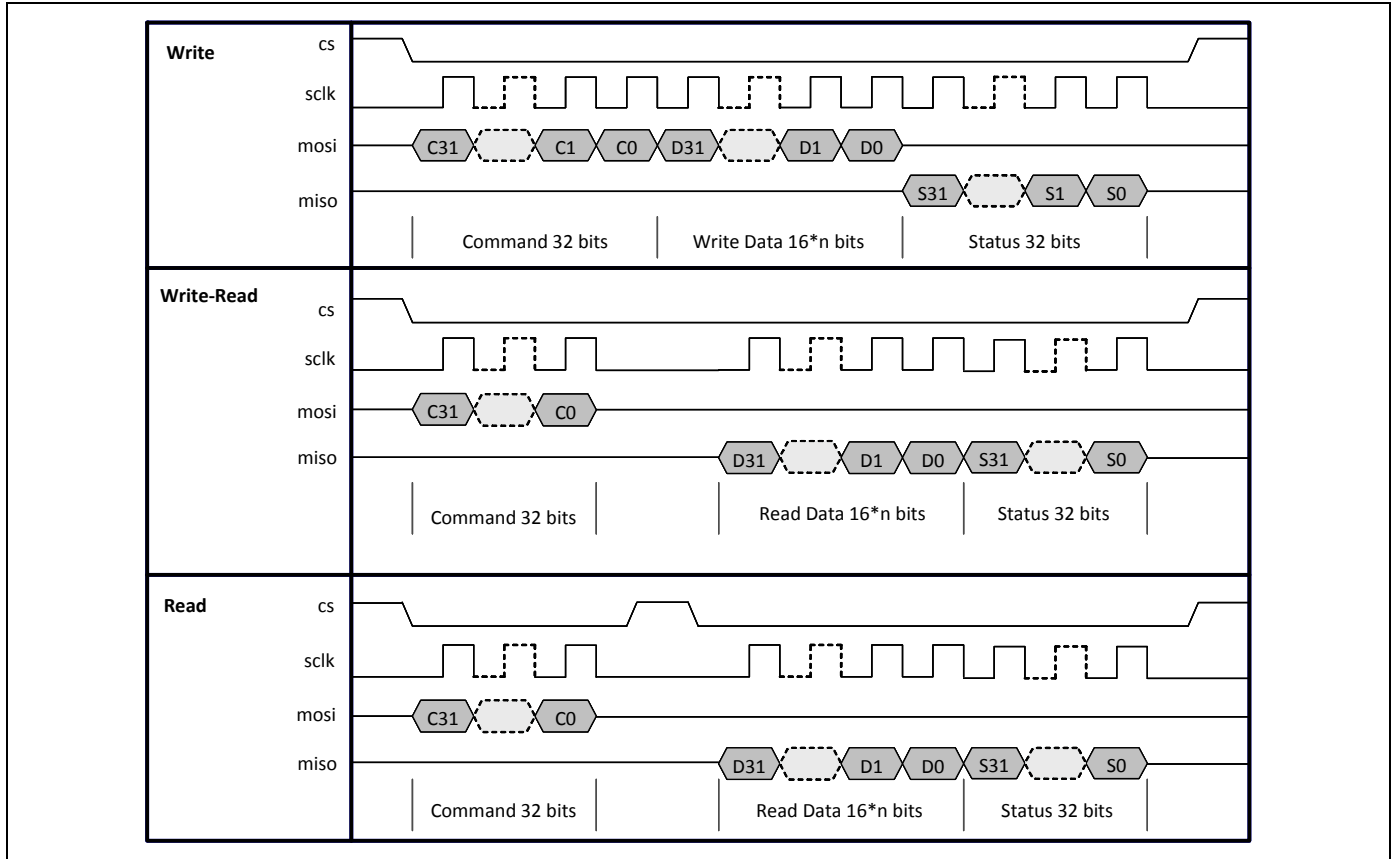 Write
cs
sclk
mosi
C31
C1
C0
D31
D1
D0
miso
S31
S1
S0
Command 32 bits
Write Data 16*n bits
Status 32 bits
Write-Read
cs
sclk
mosi
C31
C0
miso
D31
D1
D0
S31
S0
Command 32 bits
Read Data 16*n bits
Status 32 bits
Read
cs
sclk
mosi
C31
C0
miso
D31
D1
D0
S31
S0
Command 32 bits
Read Data 16*n bits
Status 32 bits